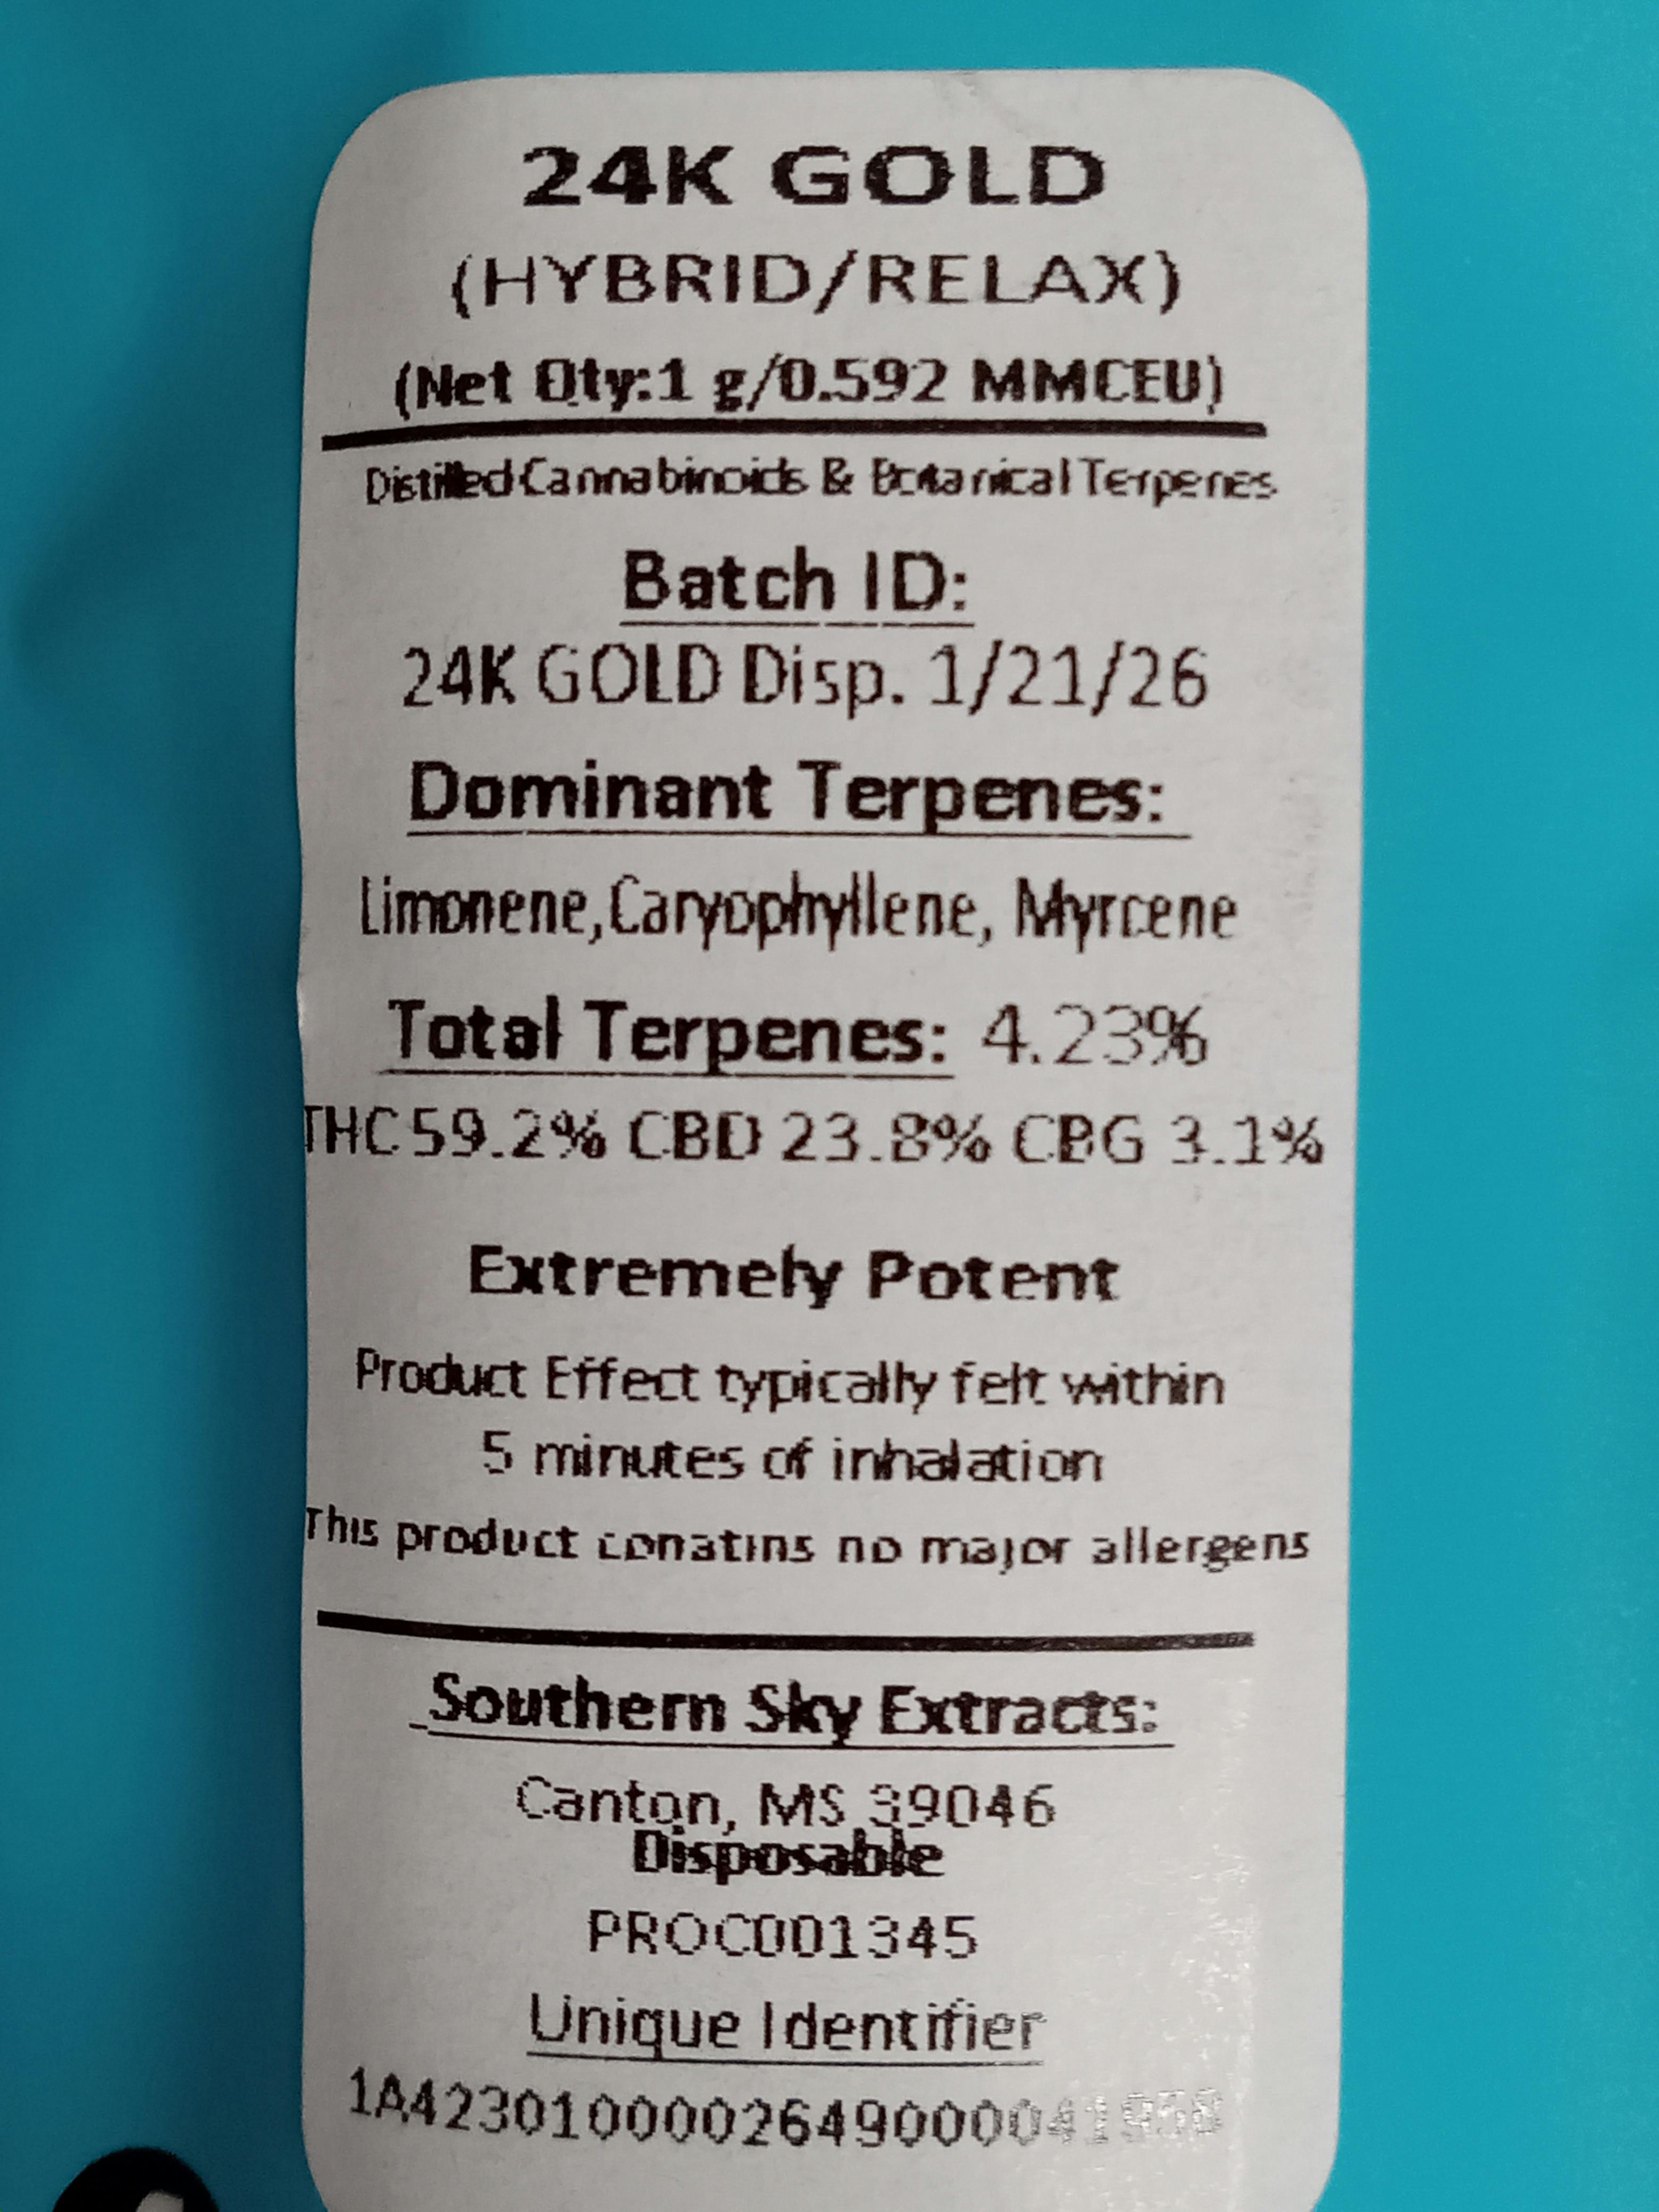 24K GOLD
(HYBRID/RELAX)
(Net Qty:1 g/0.592 MMCEU)
Distilled Cannabinoids & Botanical Terpenes
Batch ID:
24K GOLD Disp. 1/21/26
Dominant Terpenes:
Limonene,Caryophyllene, Myrcene
Total Terpenes: 4.23%
THC 59.2% CBD 23.8% CBG 3.1%
Extremely Potent
Product Effect typically felt within
5 minutes of inhalation
This product conatins no major allergens
Southern Sky Extracts:
Canton, MS 39046
Disposable
PROC001345
Unique Identifier
1A4230100002649000041958